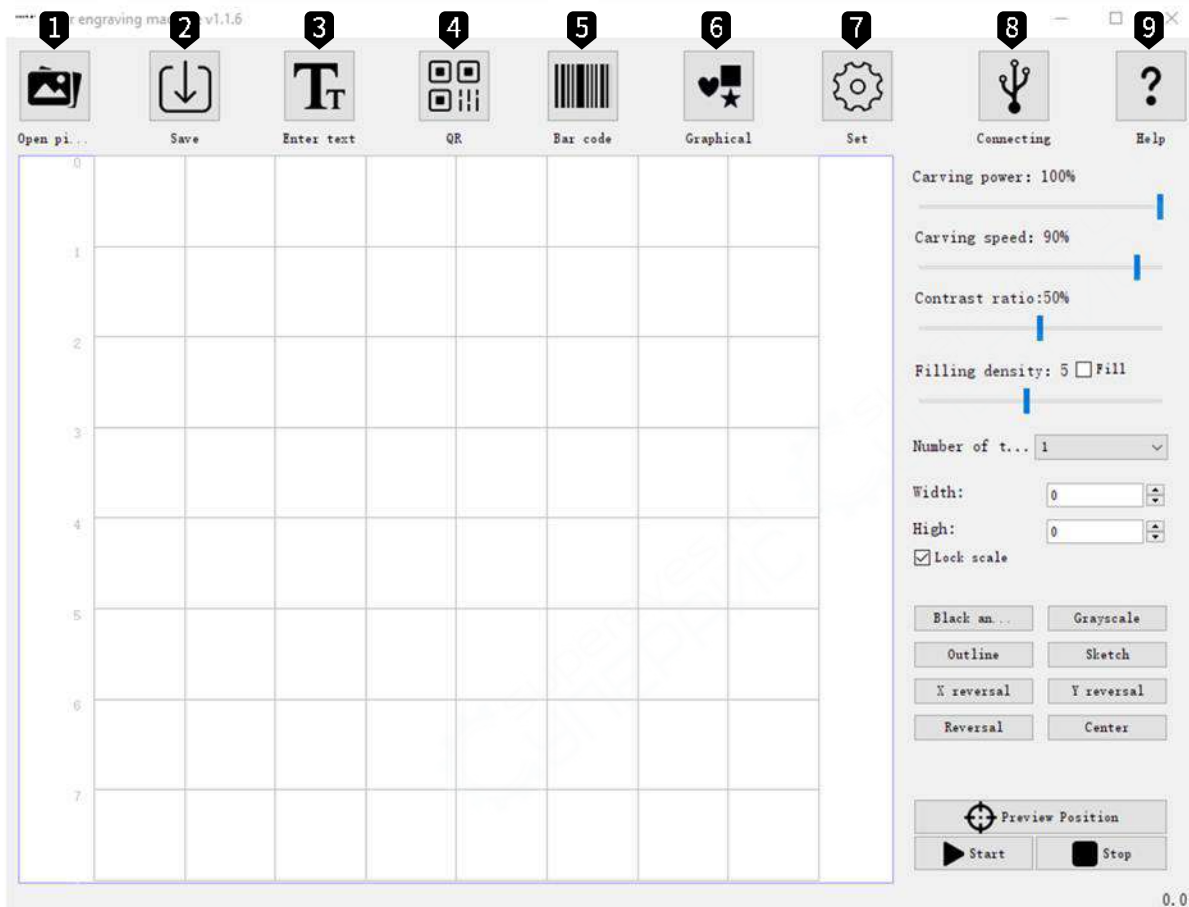 engraving
v1.1.6
1 2 3 4 5 6 7 8 9
Open pi... Save Enter text QR Bar code Graphical Set Connecting Help
0
1
2
3
4
5
6
7
Carving power: 100%
Carving speed: 90%
Contrast ratio:50%
Filling density: 5 Fill
Number of t... 1
Width: 0
High: 0
Lock scale
Black an... Grayscale
Outline Sketch
X reversal Y reversal
Reversal Center
Preview Position
Start Stop
0.0